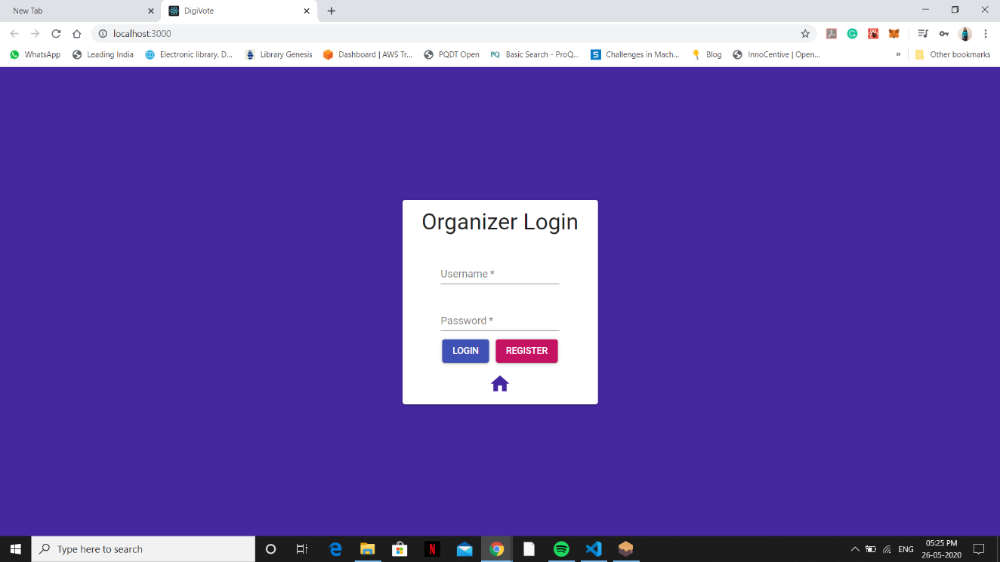 New Tab
DigiVote
localhost:3000
WhatsApp Leading India Electronic library. D... Library Genesis Dashboard | AWS Tr... PQDT Open PQ Basic Search - ProQ... S Challenges in Mach... Blog InnoCentive | Open... » Other bookmarks
Organizer Login
Username *
Password *
LOGIN REGISTER
Type here to search
N
ENG
05:25 PM
26-05-2020